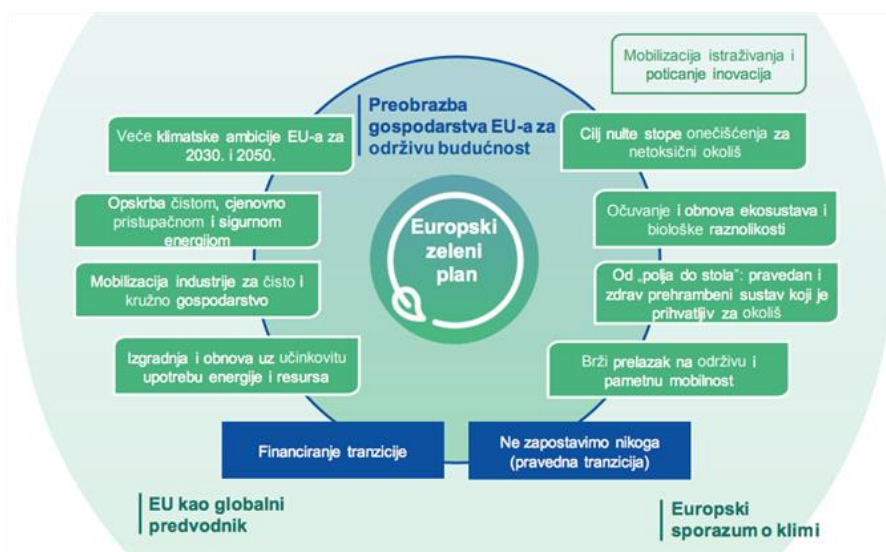 Mobilizacija istraživanja i
poticanje inovacija
Preobrazba
gospodarstva EU-a za
održivu budućnost
Veće klimatske ambicije EU-a za
2030. i 2050.
Cilj nulte stope onečišćenja za
netoksični okoliš
Opskrba čistom, cjenovno
pristupačnom i sigurnom
energijom
Europski
zeleni
plan
Očuvanje i obnova ekosustava i
biološke raznolikosti
Mobilizacija industrije za čisto i
kružno gospodarstvo
Od „polja do stola“: pravedan i
zdrav prehrambeni sustav koji je
prihvatljiv za okoliš
Izgradnja i obnova uz učinkovitu
upotrebu energije i resursa
Brži prelazak na održivu i
pametnu mobilnost
Financiranje tranzicije
Ne zapostavimo nikoga
(pravedna tranzicija)
EU kao globalni
predvodnik
Europski
sporazum o klimi